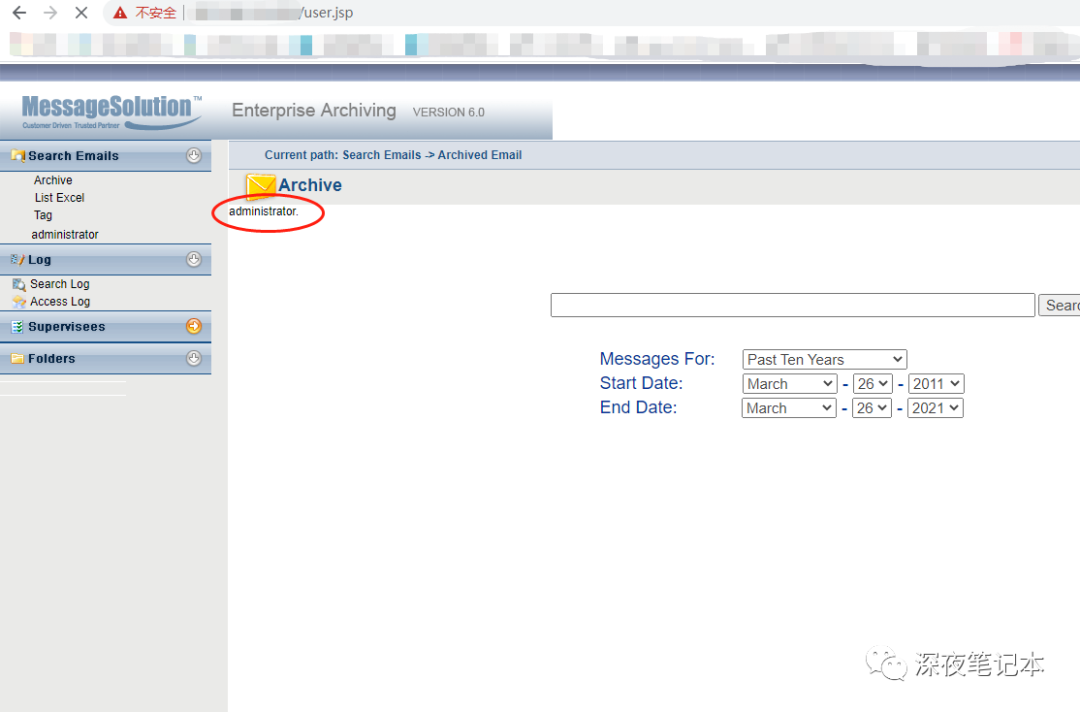 不安全 | /user.jsp
MessageSolution™
Customer Driven Trusted Partner
Enterprise Archiving VERSION 6.0
Search Emails
Archive
List Excel
Tag
administrator
Log
Search Log
Access Log
Supervisees
Folders
Current path: Search Emails -> Archived Email
Archive
administrator.
Searc
Messages For: Past Ten Years
Start Date: March - 26 - 2011
End Date: March - 26 - 2021
深夜笔记本